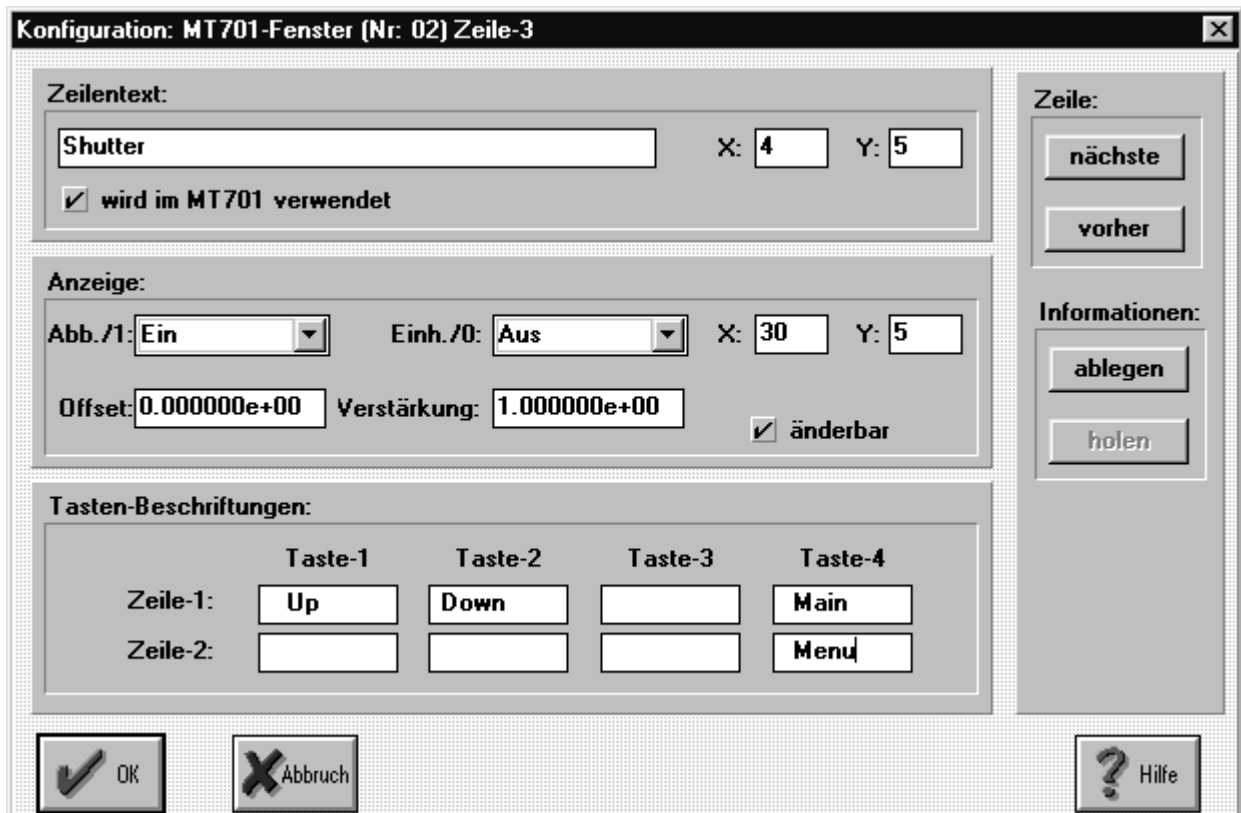 Konfiguration: MT701-Fenster (Nr: 02) Zeile-3
Zeilentext:
Shutter X: 4 Y: 5
wird im MT701 verwendet
Anzeige:
Abb./1: Ein Einh./0: Aus X: 30 Y: 5
Offset: 0.000000e+00 Verstärkung: 1.000000e+00 änderbar
Tasten-Beschriftungen:
Taste-1 Taste-2 Taste-3 Taste-4
Zeile-1: Up Down Main
Zeile-2: Menu
Zeile:
nächste
vorher
Informationen:
ablegen
holen
OK Abbruch Hilfe